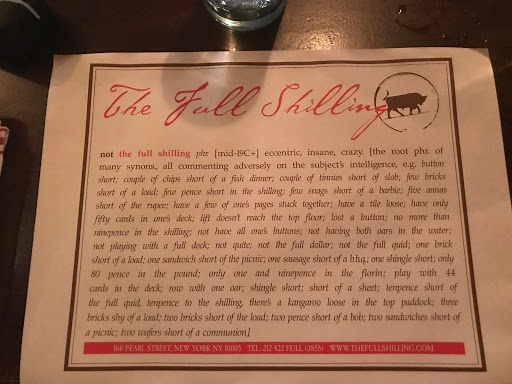 The Full Shilling
not the full shilling phr. [mid-19C+] eccentric, insane, crazy. [the root phr. of
many synons, all commenting adversely on the subject's intelligence, e.g. button
short; couple of chips short of a fish dinner; couple of tinnies short of slab; few bricks
short of a load; few pence short in the shilling; few snags short of a barbie; five annas
short of the rupee; have a few of one's pages stuck together; have a tile loose; have only
fifty cards in one's deck; lift doesn't reach the top floor; lost a button; no more than
ninepence in the shilling; not have all one's buttons; not having both oars in the water;
not playing with a full deck; not quite; not the full dollar; not the full quid; one brick
short of a load; one sandwich short of the picnic; one sausage short of a b.b.q.; one shingle short; only
80 pence in the pound; only one and ninepence in the florin; play with 44
cards in the deck; row with one oar; shingle short; short of a sheet; tenpence short of
the full quid, tenpence to the shilling, there's a kangaroo loose in the top paddock; three
bricks shy of a load; two bricks short of the load; two pence short of a bob; two sandwiches short of
a picnic; two wafers short of a communion]
160 PEARL STREET, NEW YORK NY 10005 TEL. 212 422 FULL (3855) WWW.THEFULLSHILLING.COM